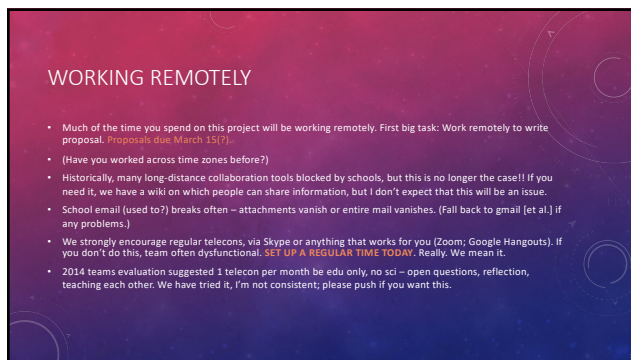 WORKING REMOTELY
• Much of the time you spend on this project will be working remotely. First big task: Work remotely to write
proposal. Proposals due March 15(?).
• (Have you worked across time zones before?)
• Historically, many long-distance collaboration tools blocked by schools, but this is no longer the case!! If you
need it, we have a wiki on which people can share information, but I don't expect that this will be an issue.
• School email (used to?) breaks often – attachments vanish or entire mail vanishes. (Fall back to gmail [et al.] if
any problems.)
• We strongly encourage regular telecons, via Skype or anything that works for you (Zoom; Google Hangouts). If
you don't do this, team often dysfunctional. SET UP A REGULAR TIME TODAY. Really. We mean it.
• 2014 teams evaluation suggested 1 telecon per month be edu only, no sci – open questions, reflection,
teaching each other. We have tried it, I'm not consistent; please push if you want this.